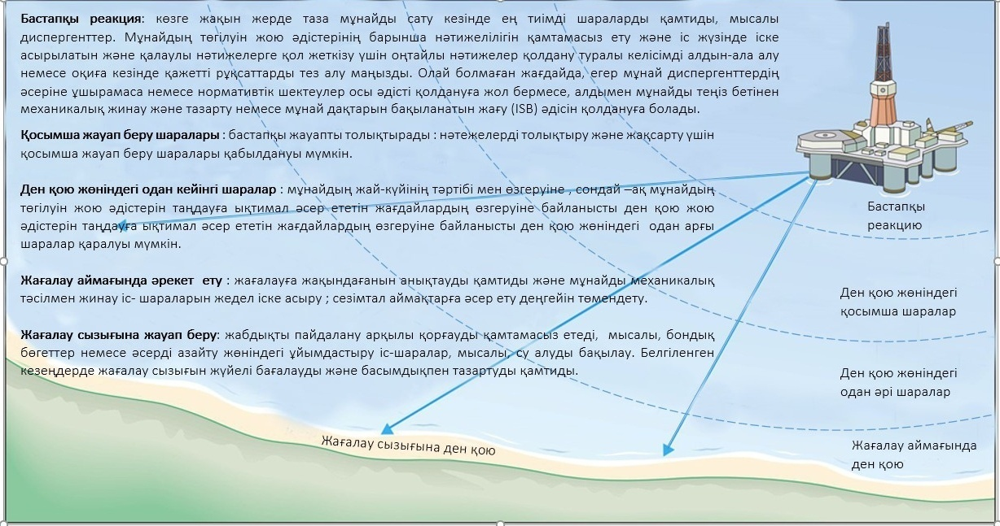 Бастапқы реакция: көзге жақын жерде таза мұнайды сату кезінде ең тиімді шараларды қамтиды, мысалы
диспергенттер. Мұнайдың төгілуін жою әдістерінің барынша нәтижелілігін қамтамасыз ету және іс жүзінде іске
асырылатын және қалаулы нәтижелерге қол жеткізу үшін оңтайлы нәтижелер қолдану туралы келісімді алдын-ала алу
немесе оқиға кезінде қажетті рұқсаттарды тез алу маңызды. Олай болмаған жағдайда, егер мұнай диспергенттердің
әсеріне ұшырамаса немесе нормативтік шектеулер осы әдісті қолдануға жол бермесе, алдымен мұнайды теңіз бетінен
механикалық жинау және тазарту немесе мұнай дақтарын бақыланатын жағу (ISB) әдісін қолдануға болады.
Қосымша жауап беру шаралары : бастапқы жауапты толықтырады : нәтежелерді толықтыру және жақсарту үшін
қосымша жауап беру шаралары қабылдануы мүмкін.
Ден қою жөніндегі одан кейінгі шаралар : мұнайдың жай-күйінің тәртібі мен өзгеруіне , сондай –ақ мұнайдың
төгілуін жою әдістерін таңдауға ықтимал әсер ететін жағдайлардың өзгеруіне байланысты ден қою жою
әдістерін таңдауға ықтимал әсер ететін жағдайлардың өзгеруіне байланысты ден қою жөніндегі одан арғы
шаралар қаралуы мүмкін.
Жағалау аймағында әрекет ету : жағалауға жақындағанын анықтауды қамтиды және мұнайды механикалық
тәсілмен жинау іс- шараларын жедел іске асыру ; сезімтал аймақтарға әсер ету деңгейін төмендету.
Жағалау сызығына жауап беру: жабдықты пайдалану арқылы қорғауды қамтамасыз етеді, мысалы, бондық
бөгеттер немесе әсерді азайту жөніндегі ұйымдастыру іс-шаралар, мысалы, су алуды бақылау. Белгіленген
кезеңдерде жағалау сызығын жүйелі бағалауды және басымдықпен тазартуды қамтиды.
Бастапқы
реакцию
Ден қою жөніндегі
қосымша шаралар
Ден қою жөніндегі
одан әрі шаралар
Жағалау аймағында
ден қою
Жағалау сызығына ден қою